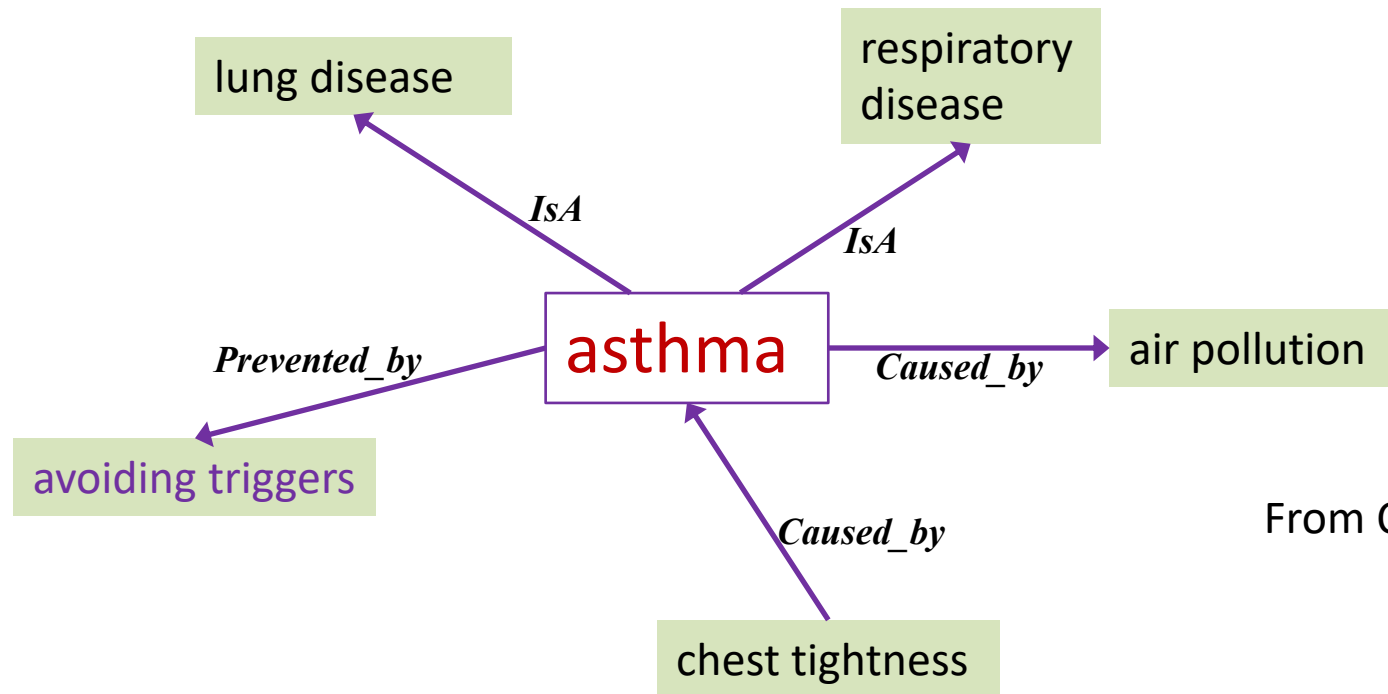 respiratory
disease
lung disease
IsA
IsA
asthma
Prevented_by
Caused_by
air pollution
avoiding triggers
From
Caused_by
chest tightness